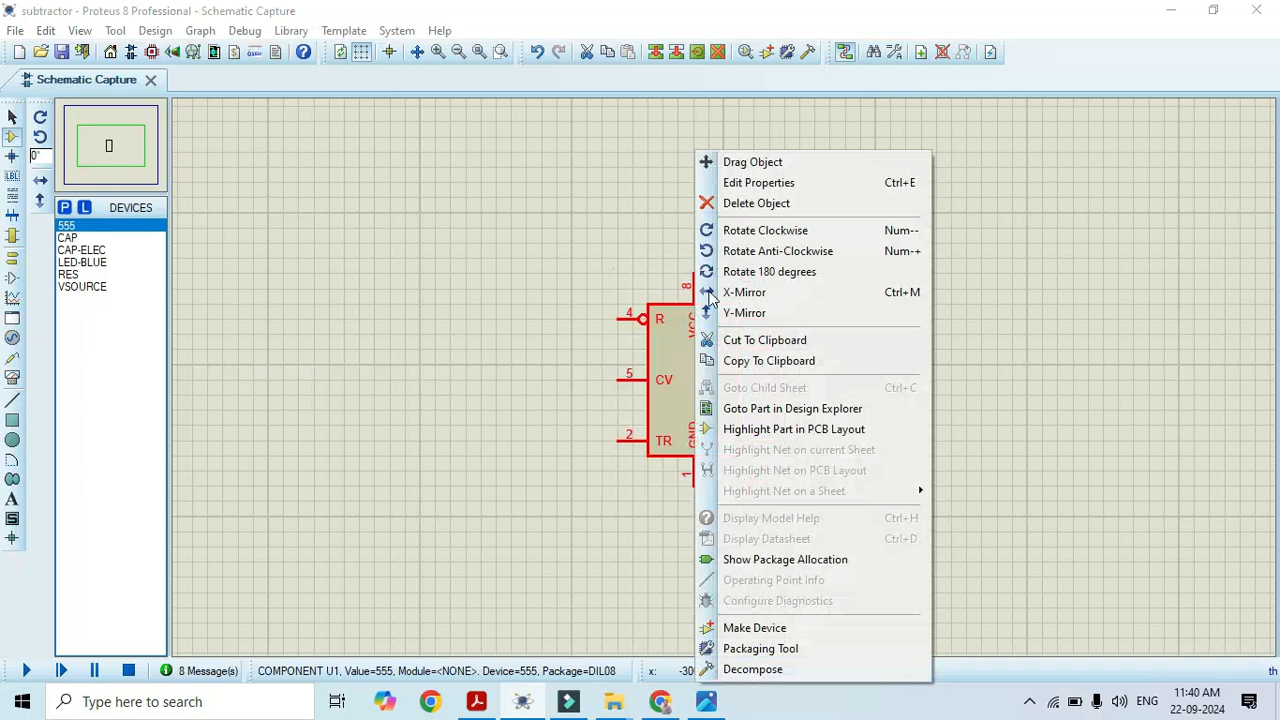 subtractor - Proteus 8 Professional - Schematic Capture
File Edit View Tool Design Graph Debug Library Template System Help
Schematic Capture
0°
P L DEVICES
555
CAP
CAP-ELEC
LED-BLUE
RES
VSOURCE
8
VCC
4 R
5 CV
2 TR
GND
1
Drag Object
Edit Properties Ctrl+E
Delete Object
Rotate Clockwise Num--
Rotate Anti-Clockwise Num-+
Rotate 180 degrees
X-Mirror Ctrl+M
Y-Mirror
Cut To Clipboard
Copy To Clipboard
Goto Child Sheet Ctrl+C
Goto Part in Design Explorer
Highlight Part in PCB Layout
Highlight Net on current Sheet
Highlight Net on PCB Layout
Highlight Net on a Sheet
Display Model Help Ctrl+H
Display Datasheet Ctrl+D
Show Package Allocation
Operating Point Info
Configure Diagnostics
Make Device
Packaging Tool
Decompose
8 Message(s) COMPONENT U1, Value=555, Module=<NONE>. Device=555, Package=DIL08 x: -30 th
Type here to search
ENG
11:40 AM
22-09-2024